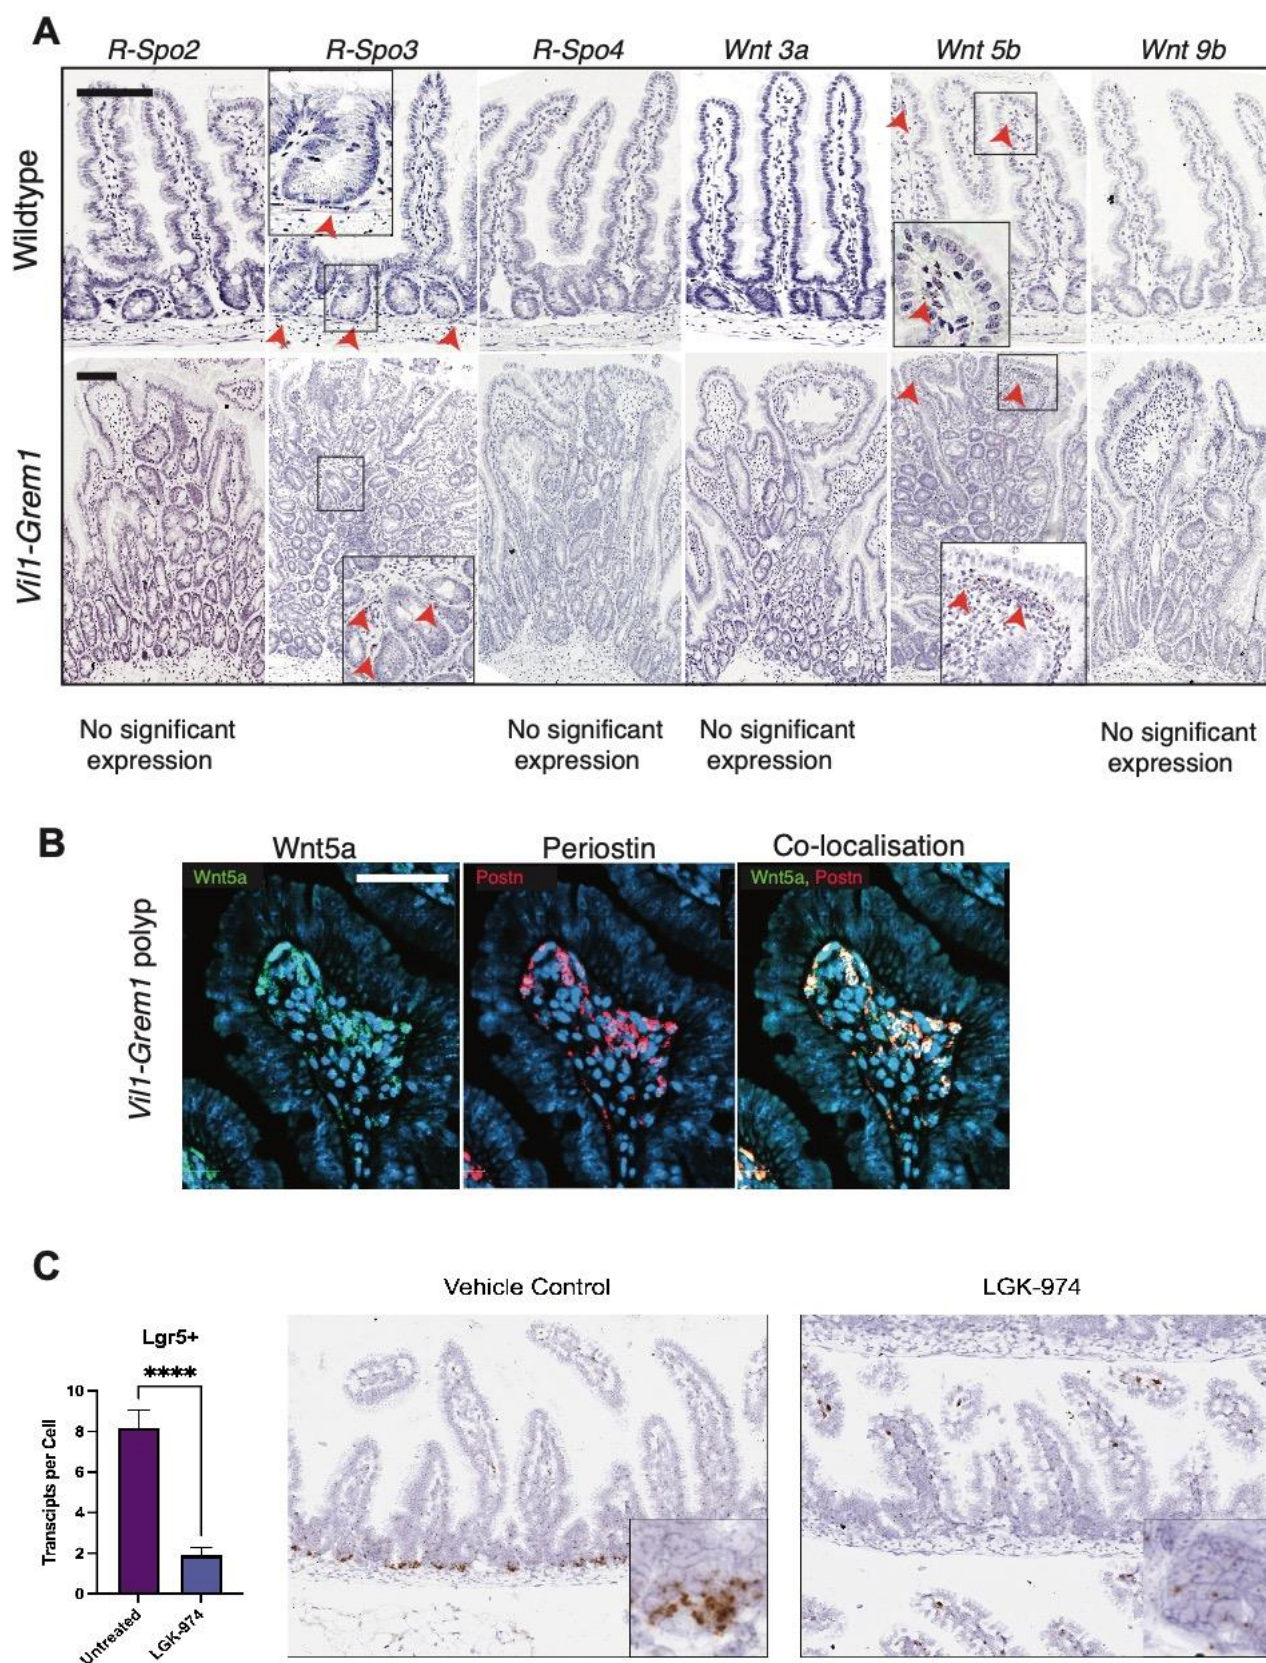 A
R-Spo2 R-Spo3 R-Spo4 Wnt 3a Wnt 5b Wnt 9b
Wildtype
Vil1-Grem1
No significant expression
No significant expression
No significant expression
No significant expression
B
Wnt5a Periostin Co-localisation
Wnt5a Postn Wnt5a, Postn
Vil1-Grem1 polyp
C
Vehicle Control LGK-974
Lgr5+
****
10
8
6
4
2
0
Transcipts per Cell
Untreated LGK-974